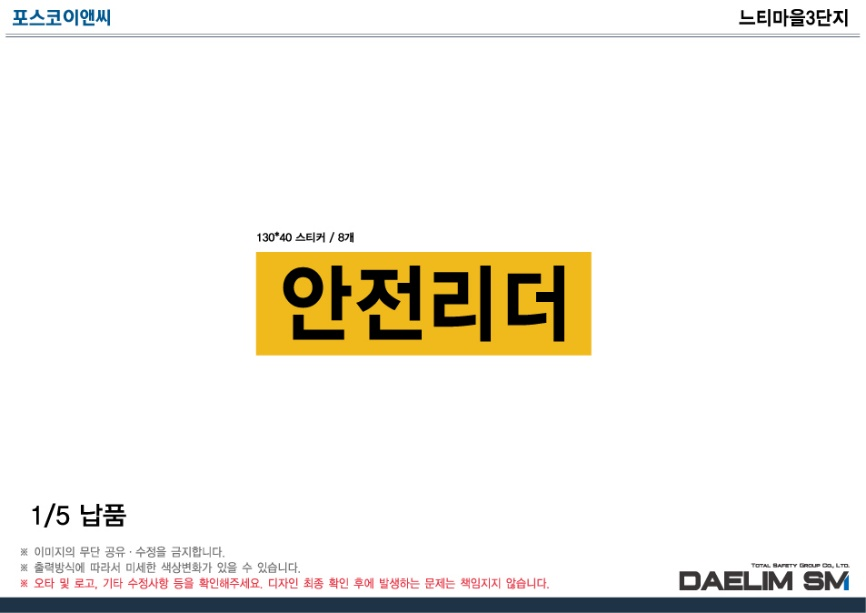 포스코이앤씨
느티마을3단지
130*40 스티커 / 8개
안전리더
1/5 납품
※ 이미지의 무단 공유·수정을 금지합니다.
※ 출력방식에 따라서 미세한 색상변화가 있을 수 있습니다.
※ 오타 및 로고, 기타 수정사항 등을 확인해주세요. 디자인 최종 확인 후에 발생하는 문제는 책임지지 않습니다.
TOTAL SAFETY GROUP CO., LTD.
DAELIM SM